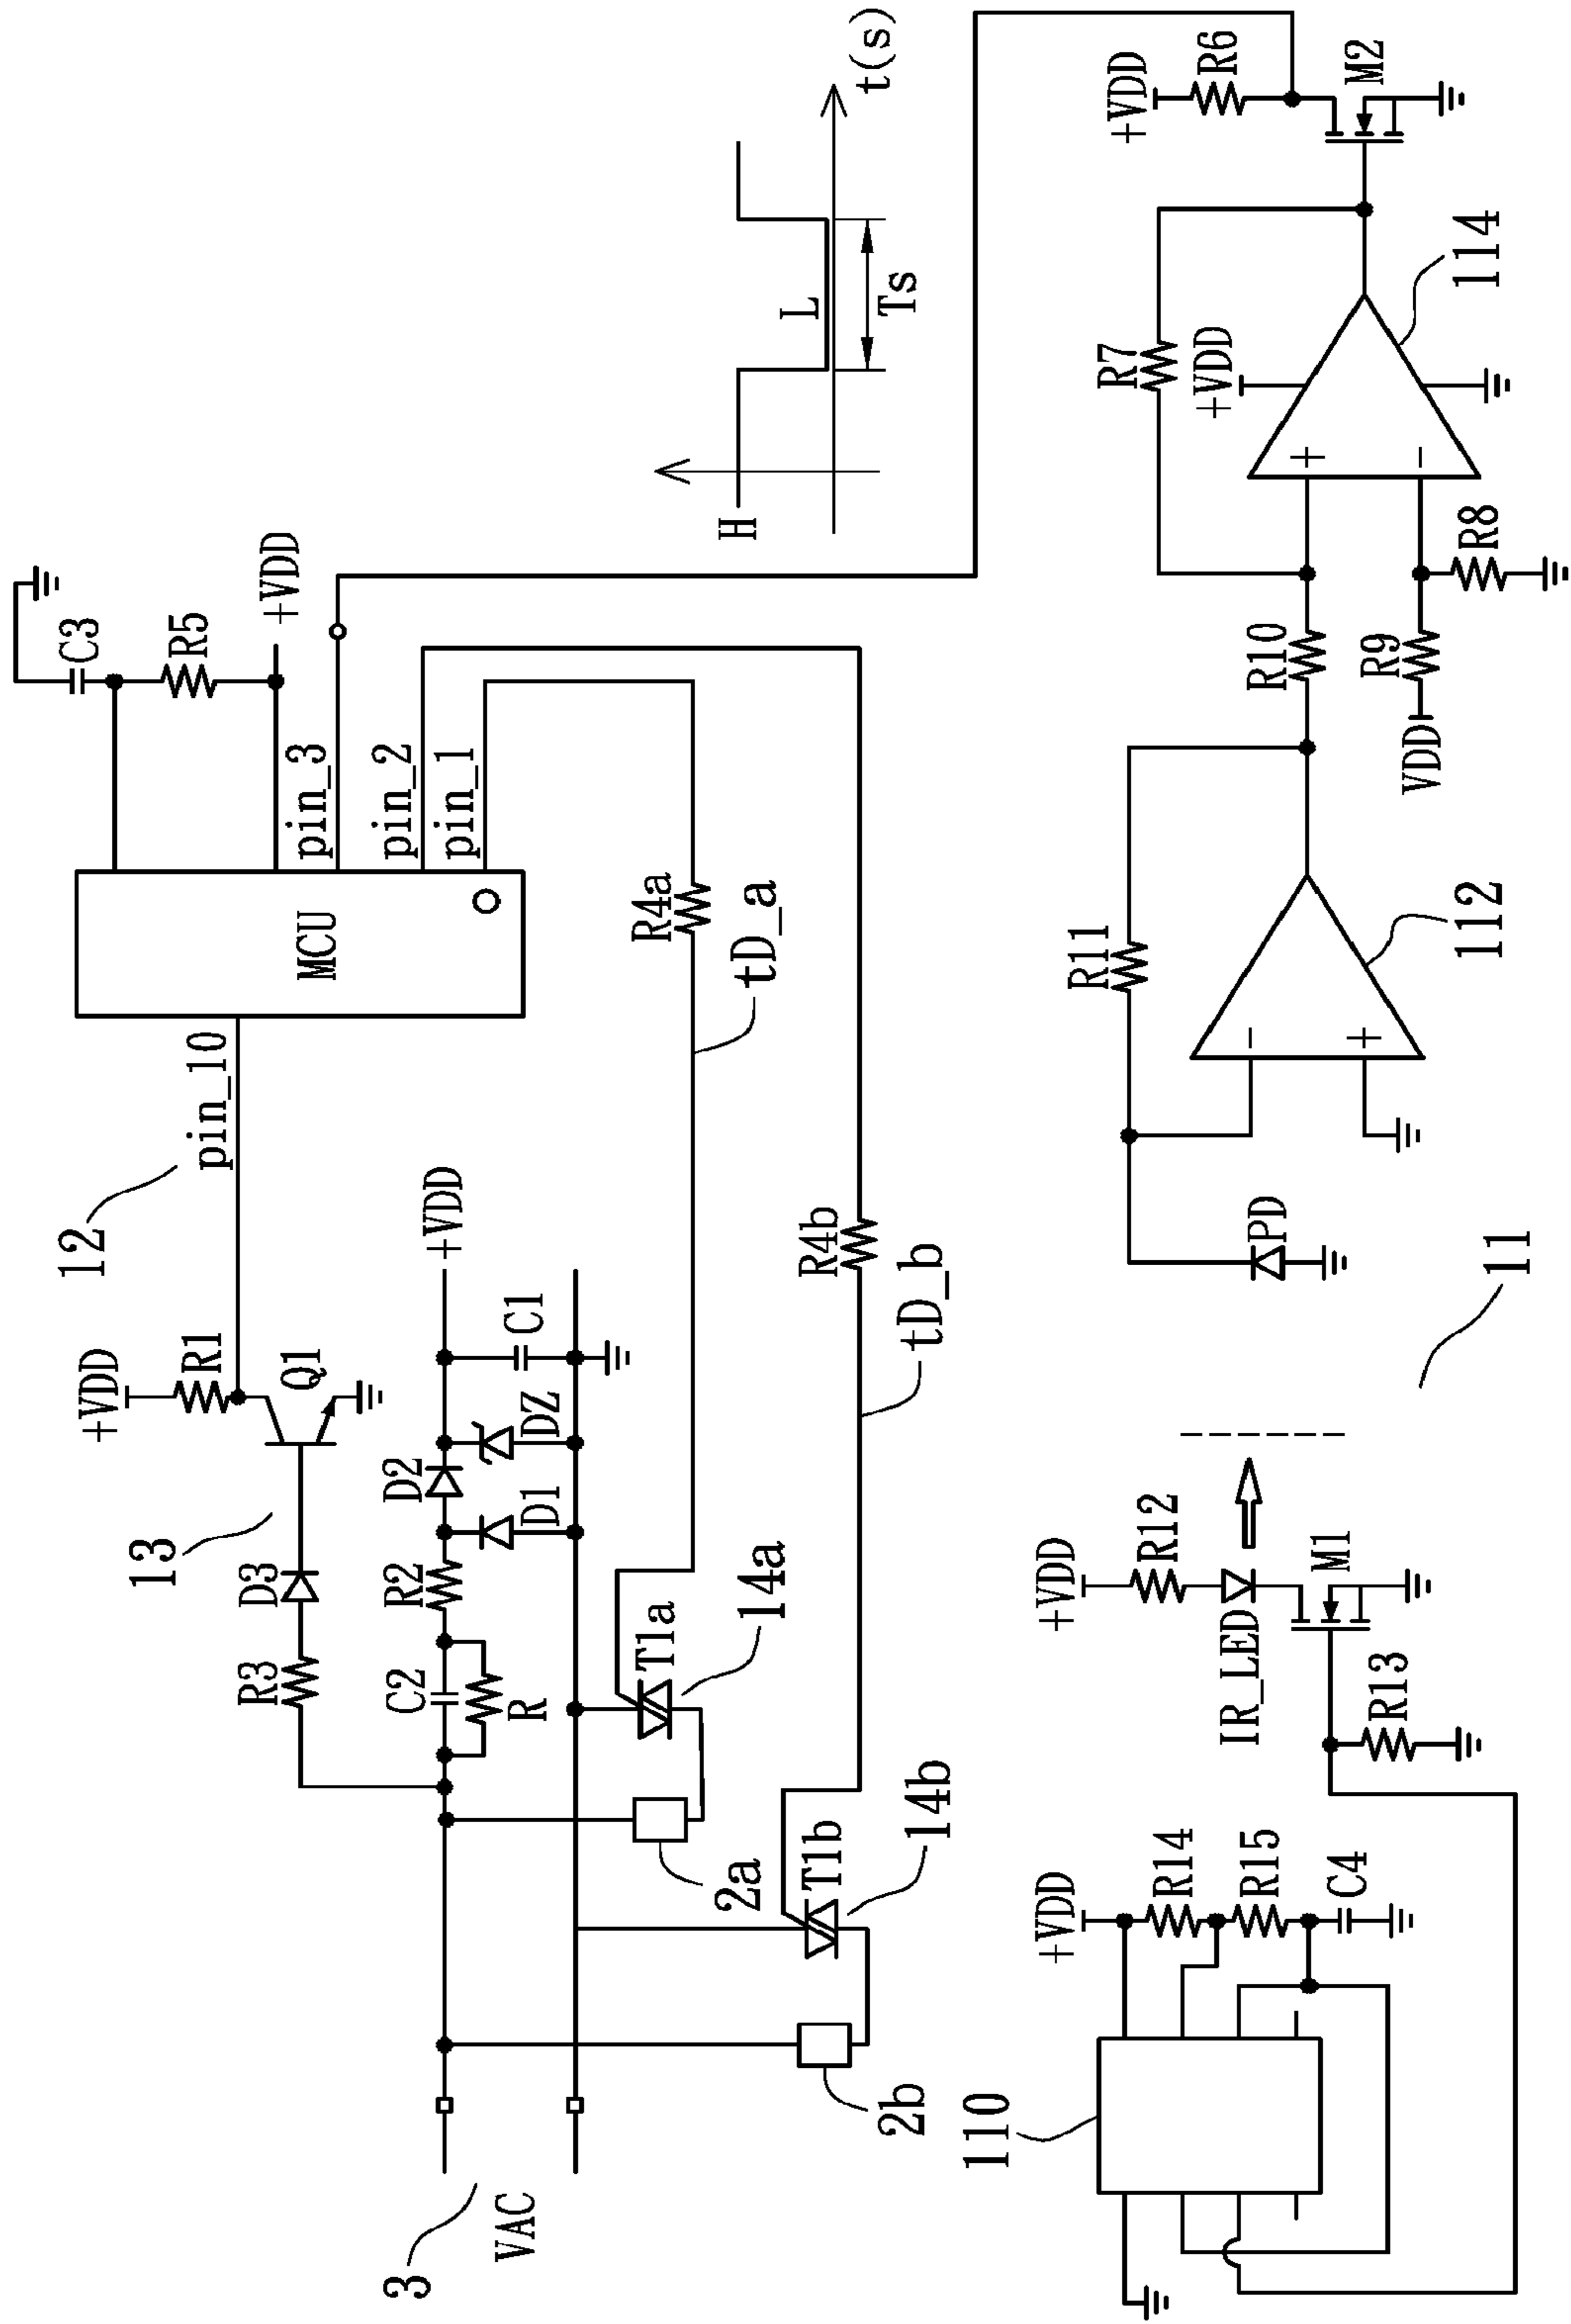 3
VAC
12
13
+VDD
R1
Q1
D3
R3
pin_10
MCU
C3
R5
+VDD
pin_3
pin_2
pin_1
C2
R
R2
D2
D1
DZ
C1
+VDD
2a
T1a
14a
R4a
tD_a
2b
T1b
14b
R4b
tD_b
H
L
Ts
t(s)
110
+VDD
R14
R15
C4
+VDD
R12
IR_LED
M1
R13
11
PD
R11
-
+
112
R10
R9
VDD
R8
R7
+VDD
+
-
114
+VDD
R6
M2